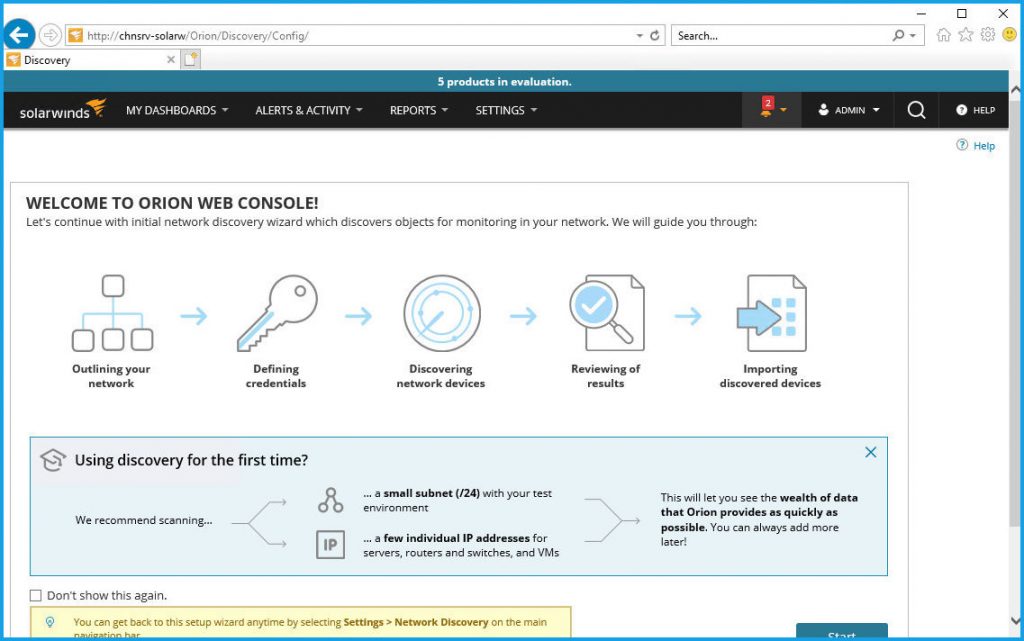 http://chnsrv-solarw/Orion/Discovery/Config/
Search...
Discovery
5 products in evaluation.
solarwinds MY DASHBOARDS ALERTS & ACTIVITY REPORTS SETTINGS 2 ADMIN HELP
Help
WELCOME TO ORION WEB CONSOLE!
Let's continue with initial network discovery wizard which discovers objects for monitoring in your network. We will guide you through:
Outlining your
network
Defining
credentials
Discovering
network devices
Reviewing of
results
Importing
discovered devices
Using discovery for the first time?
We recommend scanning...
... a small subnet (/24) with your test
environment
IP
... a few individual IP addresses for
servers, routers and switches, and VMs
This will let you see the wealth of data
that Orion provides as quickly as
possible. You can always add more
later!
Don't show this again.
You can get back to this setup wizard anytime by selecting Settings > Network Discovery on the main
navigation bar.
Start